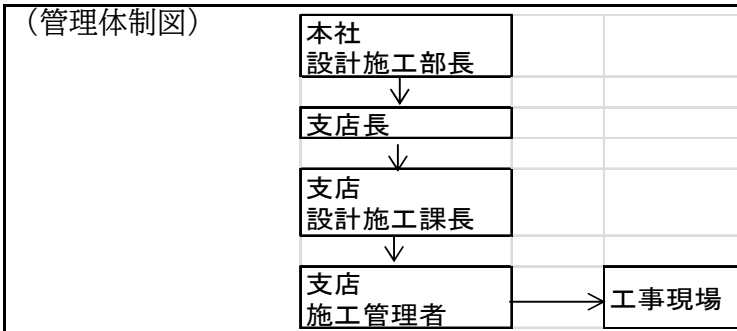 （管理体制図）
本社
設計施工部長
支店長
支店
設計施工課長
支店
施工管理者
工事現場